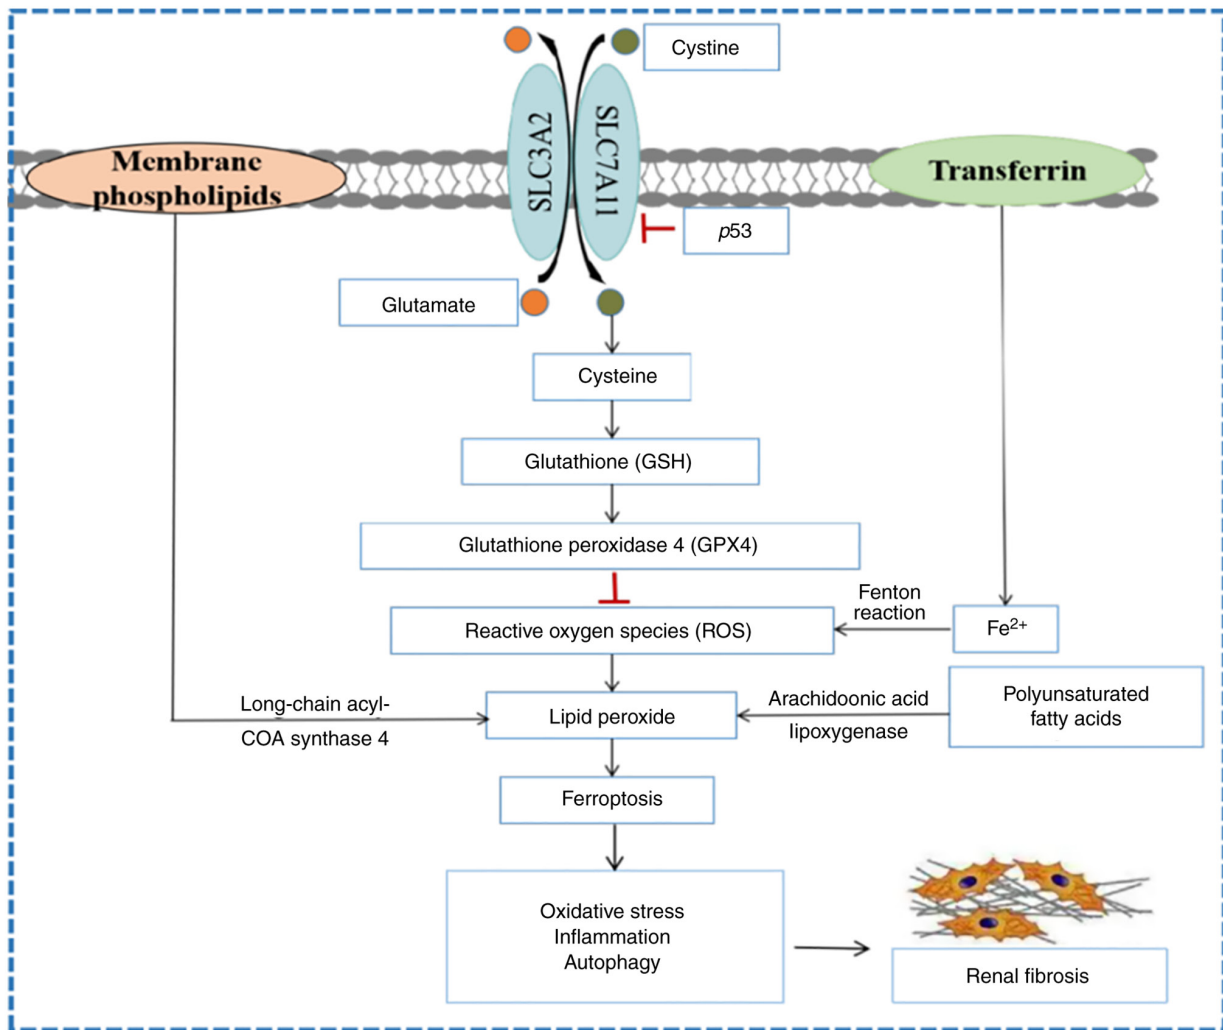 Cystine
SLC3A2
SLC7A11
Membrane
phospholipids
Transferrin
p53
Glutamate
Cysteine
Glutathione (GSH)
Glutathione peroxidase 4 (GPX4)
Fenton
reaction
Reactive oxygen species (ROS)
Fe²⁺
Long-chain acyl-
COA synthase 4
Lipid peroxide
Arachidoonic acid
lipoxygenase
Polyunsaturated
fatty acids
Ferroptosis
Oxidative stress
Inflammation
Autophagy
Renal fibrosis